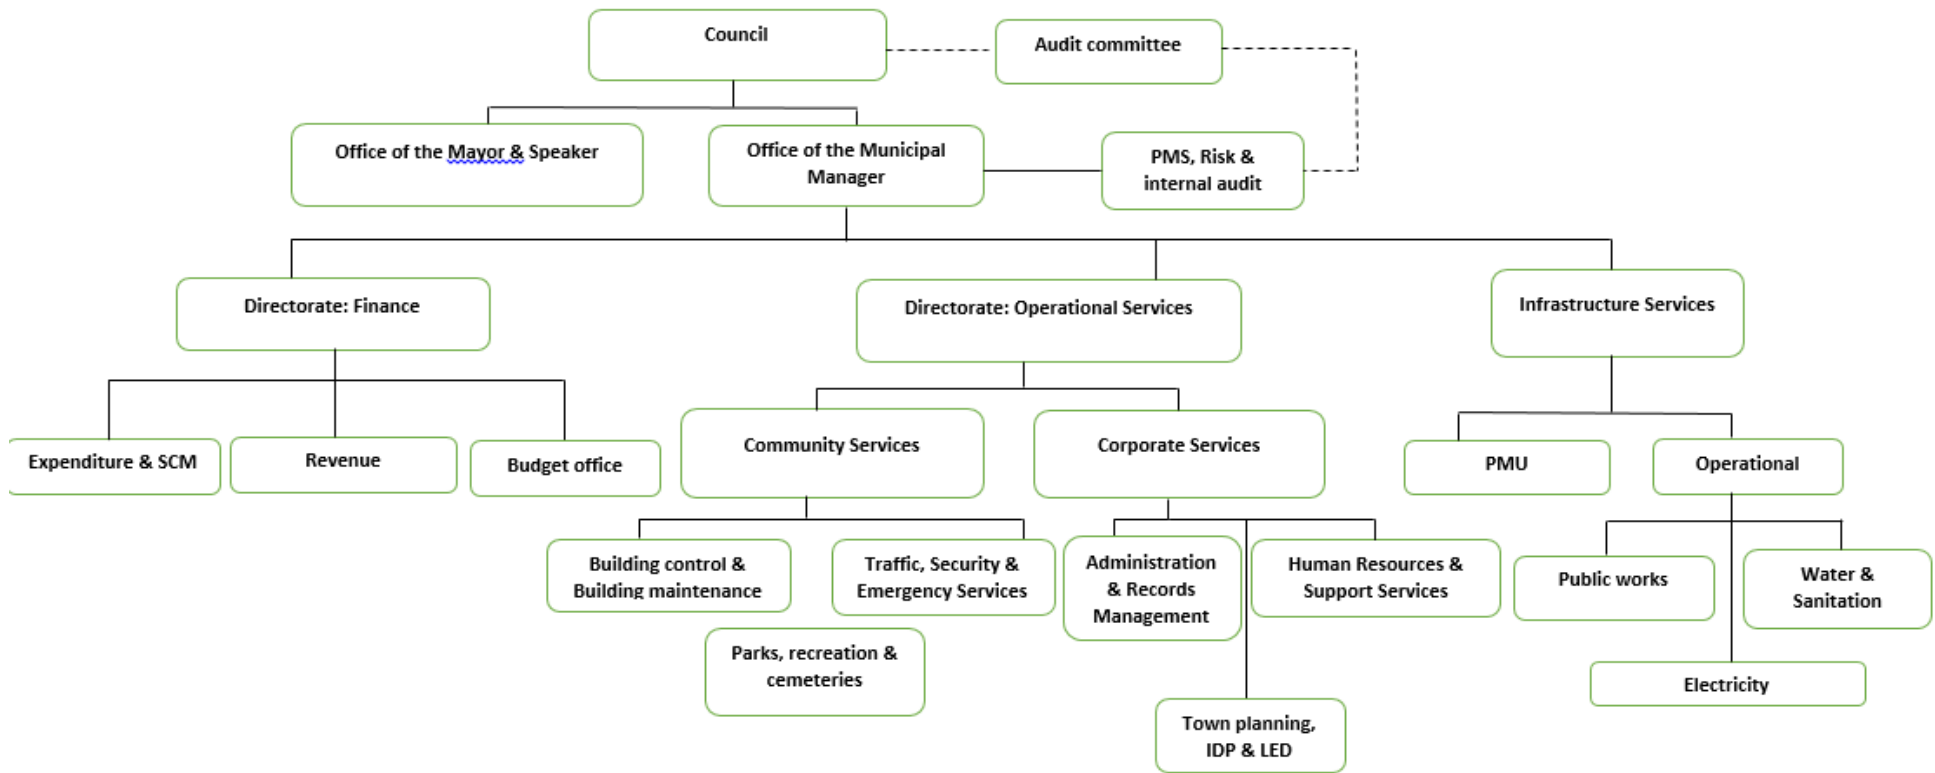 Council
Audit committee
Office of the Mayor & Speaker
Office of the Municipal
Manager
PMS, Risk &
internal audit
Directorate: Finance
Directorate: Operational Services
Infrastructure Services
Expenditure & SCM
Revenue
Budget office
Community Services
Corporate Services
PMU
Operational
Building control &
Building maintenance
Traffic, Security &
Emergency Services
Administration
& Records
Management
Human Resources &
Support Services
Public works
Water &
Sanitation
Parks, recreation &
cemeteries
Electricity
Town planning,
IDP & LED